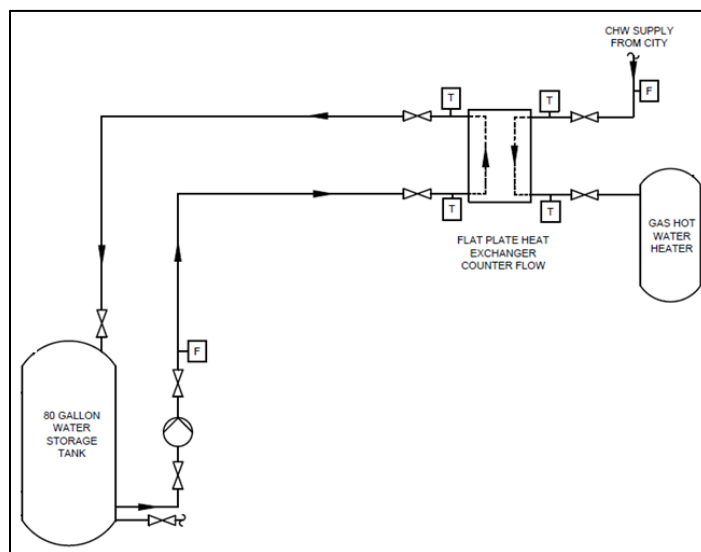 CHW SUPPLY
FROM CITY
T
T
F
T
T
FLAT PLATE HEAT
EXCHANGER
COUNTER FLOW
GAS HOT
WATER
HEATER
F
80 GALLON
WATER
STORAGE
TANK